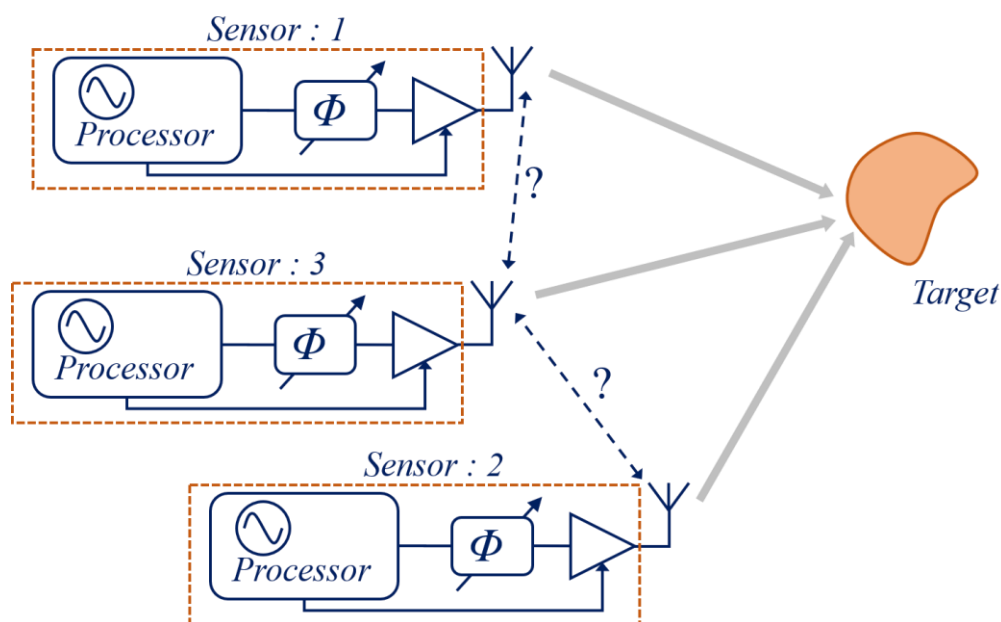 Sensor : 1
Processor
Φ
?
Sensor : 3
Processor
Φ
?
Target
Sensor : 2
Processor
Φ